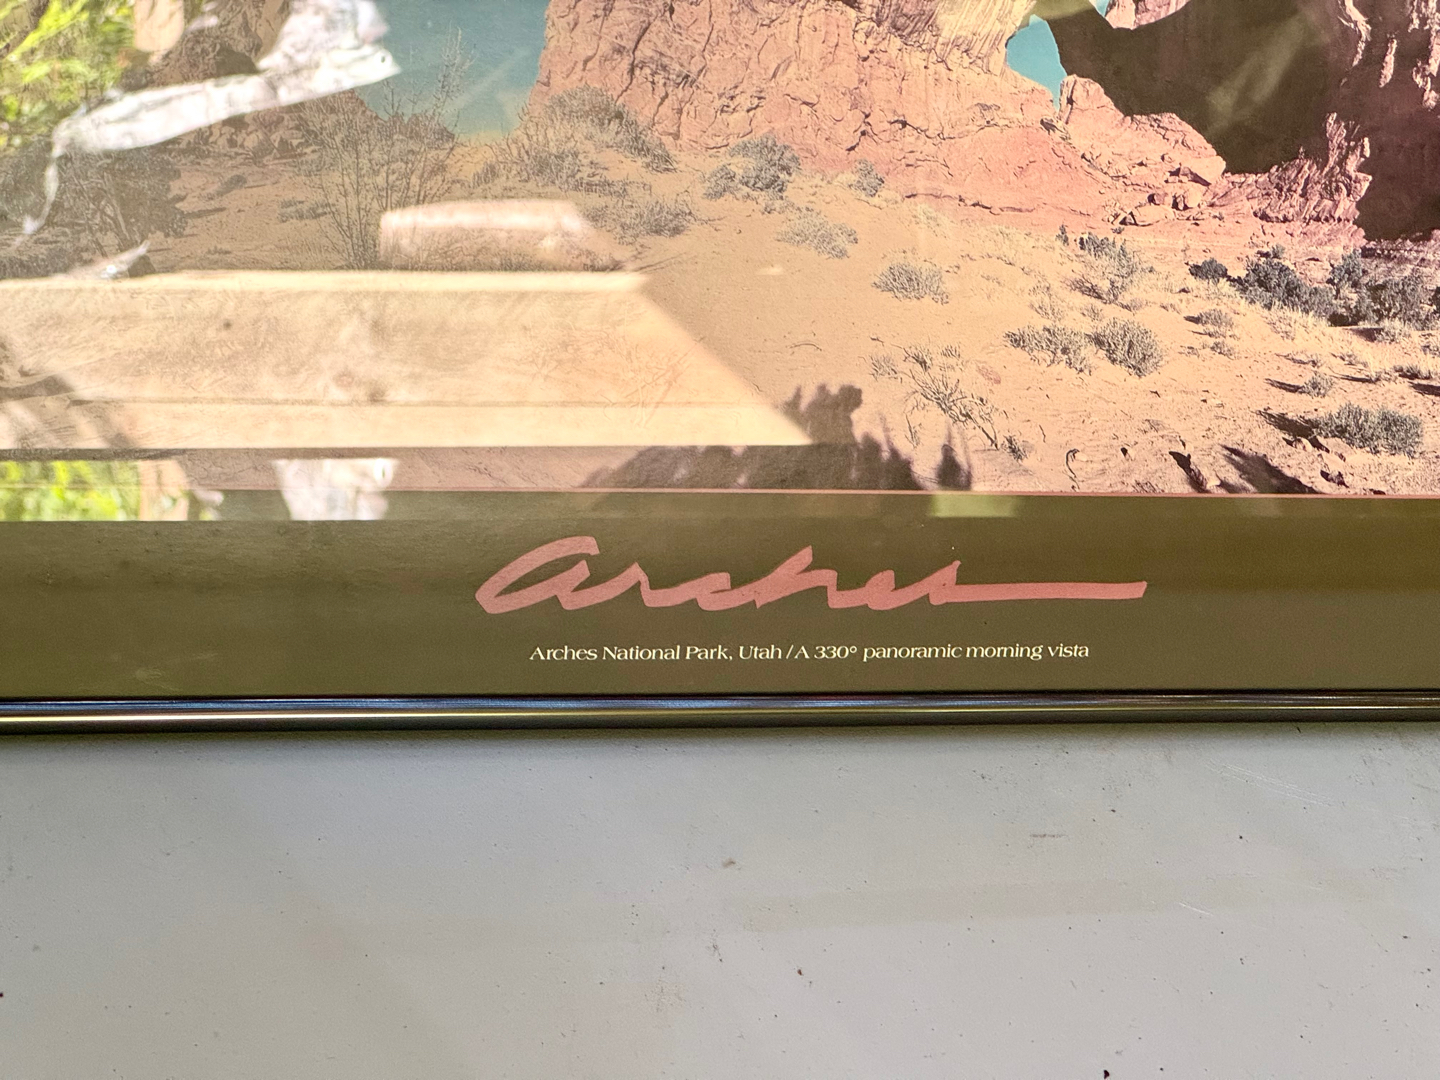 arches
Arches National Park, Utah / A 330° panoramic morning vista